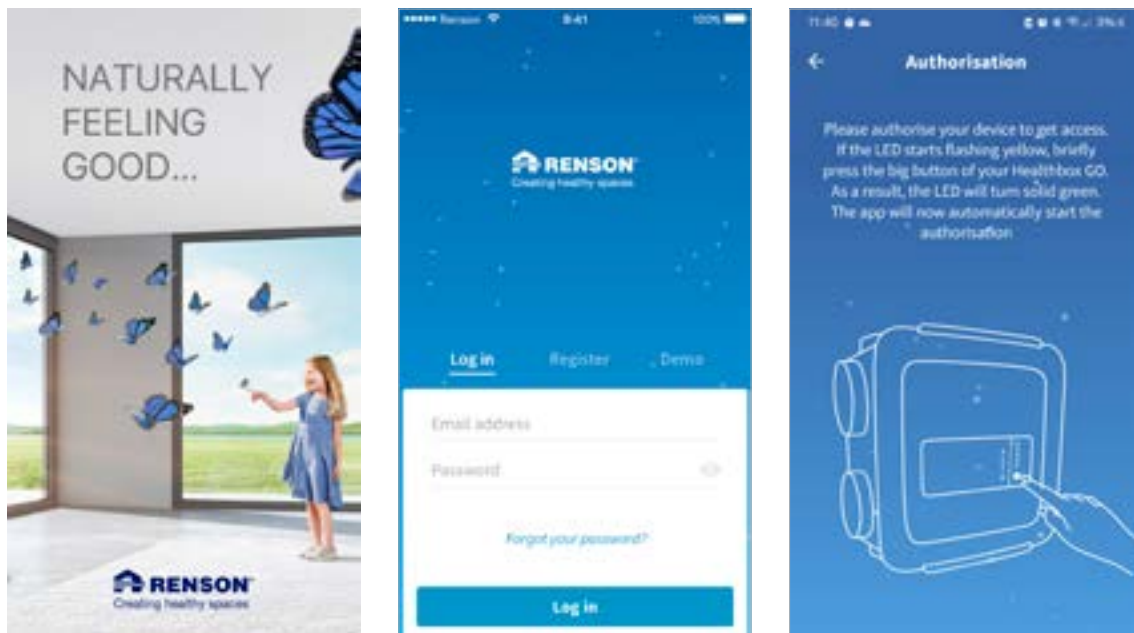 NATURALLY
FEELING
GOOD...
RENSON
Creating healthy spaces
Renson
9:41
100%
RENSON
Creating healthy spaces
Log in
Register
Demo
Email address
Password
Forgot your password?
Log in
11:40
Authorisation
Please authorise your device to get access.
If the LED starts flashing yellow, briefly
press the big button of your Healthbox GO.
As a result, the LED will turn solid green.
The app will now automatically start the
authorisation